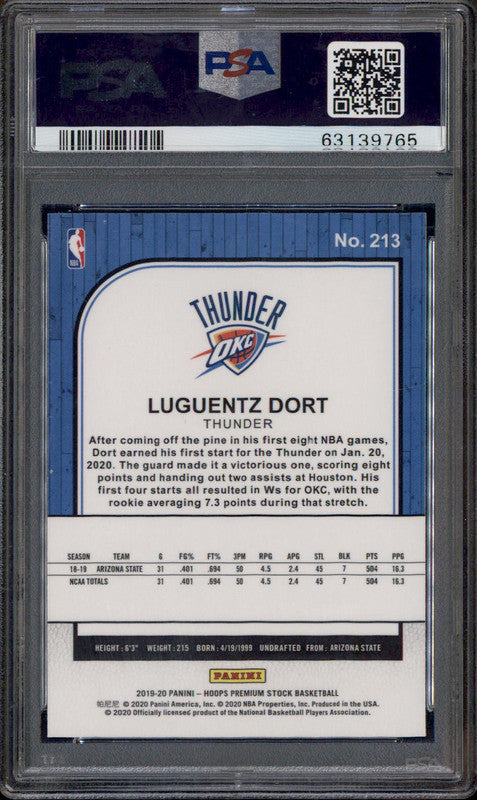 PSA
PSA
63139765
No. 213
NBA
THUNDER
OKC
LUGUENTZ DORT
THUNDER
After coming off the pine in his first eight NBA games,
Dort earned his first start for the Thunder on Jan. 20,
2020. The guard made it a victorious one, scoring eight
points and handing out two assists at Houston. His
first four starts all resulted in Ws for OKC, with the
rookie averaging 7.3 points during that stretch.
SEASON TEAM G FG% FT% 3PM RPG APG STL BLK PTS PPG
18-19 ARIZONA STATE 31 .401 .694 50 4.5 2.4 45 7 504 16.3
NCAA TOTALS 31 .401 .694 50 4.5 2.4 45 7 504 16.3
HEIGHT: 6'3" WEIGHT: 215 BORN: 4/19/1999 UNDRAFTED FROM: ARIZONA STATE
PANINI
2019-20 PANINI – HOOPS PREMIUM STOCK BASKETBALL
帕尼尼 © 2020 Panini America, Inc. © 2020 NBA Properties, Inc. Produced in the USA.
© 2020 Officially licensed product of the National Basketball Players Association.
PSA